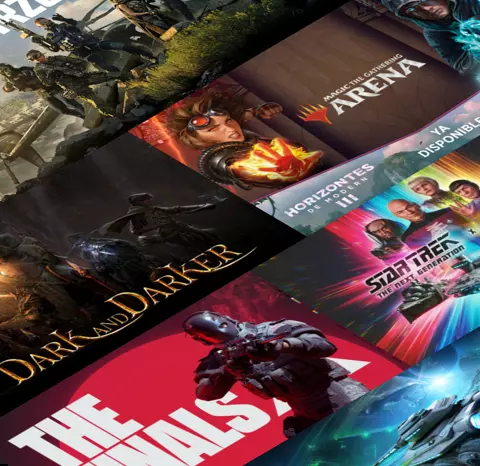 MAGIC: THE GATHERING
ARENA
HORIZONTES
DE MODERN
III
YA
DISPONIBLE
STAR TREK
THE NEXT GENERATION
DARK AND DARKER
THE
NALS